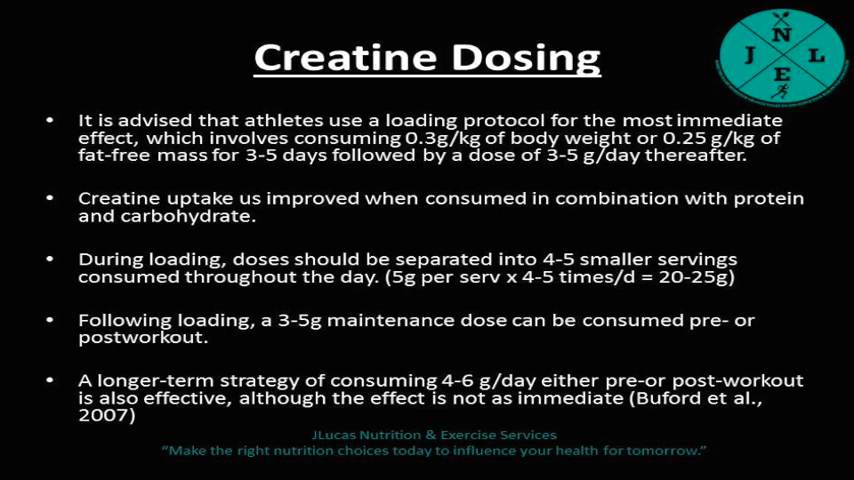 Creatine Dosing
N
J L
E
• It is advised that athletes use a loading protocol for the most immediate
effect, which involves consuming 0.3g/kg of body weight or 0.25 g/kg of
fat-free mass for 3-5 days followed by a dose of 3-5 g/day thereafter.
• Creatine uptake us improved when consumed in combination with protein
and carbohydrate.
• During loading, doses should be separated into 4-5 smaller servings
consumed throughout the day. (5g per serv x 4-5 times/d = 20-25g)
• Following loading, a 3-5g maintenance dose can be consumed pre- or
postworkout.
• A longer-term strategy of consuming 4-6 g/day either pre-or post-workout
is also effective, although the effect is not as immediate (Buford et al.,
2007)
JLucas Nutrition & Exercise Services
“Make the right nutrition choices today to influence your health for tomorrow.”